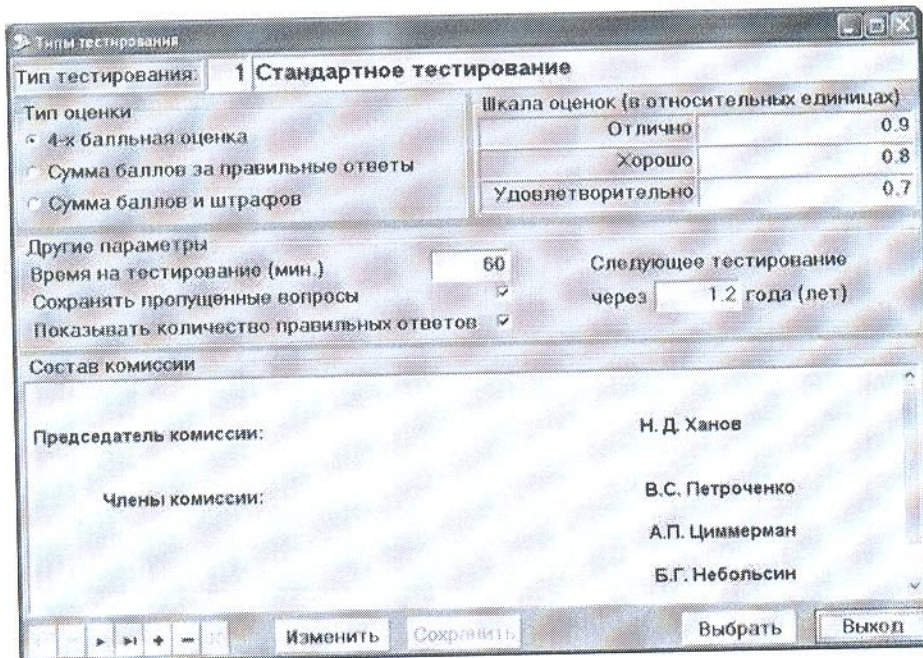 Типы тестирования
Тип тестирования: 1 Стандартное тестирование
Тип оценки
4-х балльная оценка
Сумма баллов за правильные ответы
Сумма баллов и штрафов
Шкала оценок (в относительных единицах)
Отлично 0.9
Хорошо 0.8
Удовлетворительно 0.7
Другие параметры
Время на тестирование (мин.) 60
Сохранять пропущенные вопросы
Показывать количество правильных ответов
Следующее тестирование
через 1.2 года (лет)
Состав комиссии
Председатель комиссии: Н. Д. Ханов
Члены комиссии: В.С. Петроченко
А.П. Циммерман
Б.Г. Небольсин
Изменить Сохранить Выбрать Выход